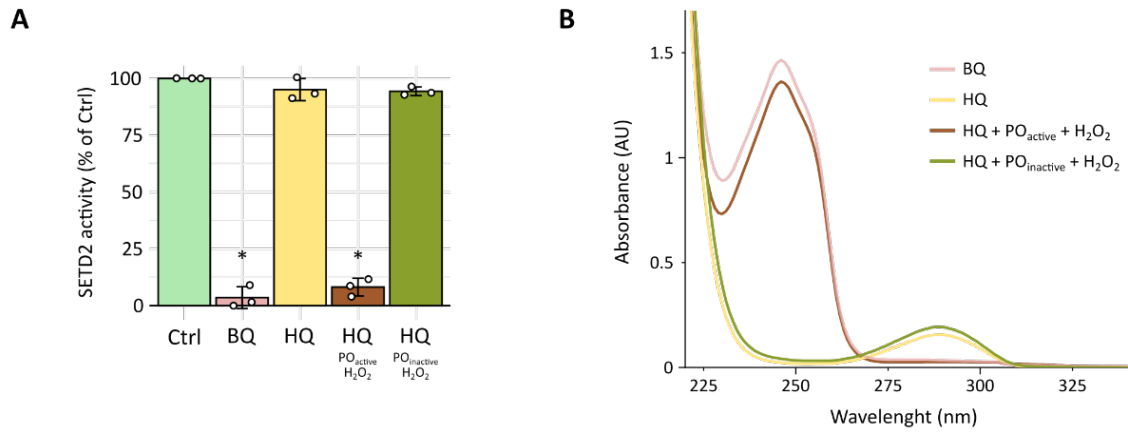 A
SETD2 activity (% of Ctrl)
100
75
50
25
0
*
*
Ctrl
BQ
HQ
HQ
POactive
H2O2
HQ
POinactive
H2O2
B
Absorbance (AU)
1.5
1
0.5
0
225
250
275
300
325
Wavelenght (nm)
BQ
HQ
HQ + POactive + H2O2
HQ + POinactive + H2O2